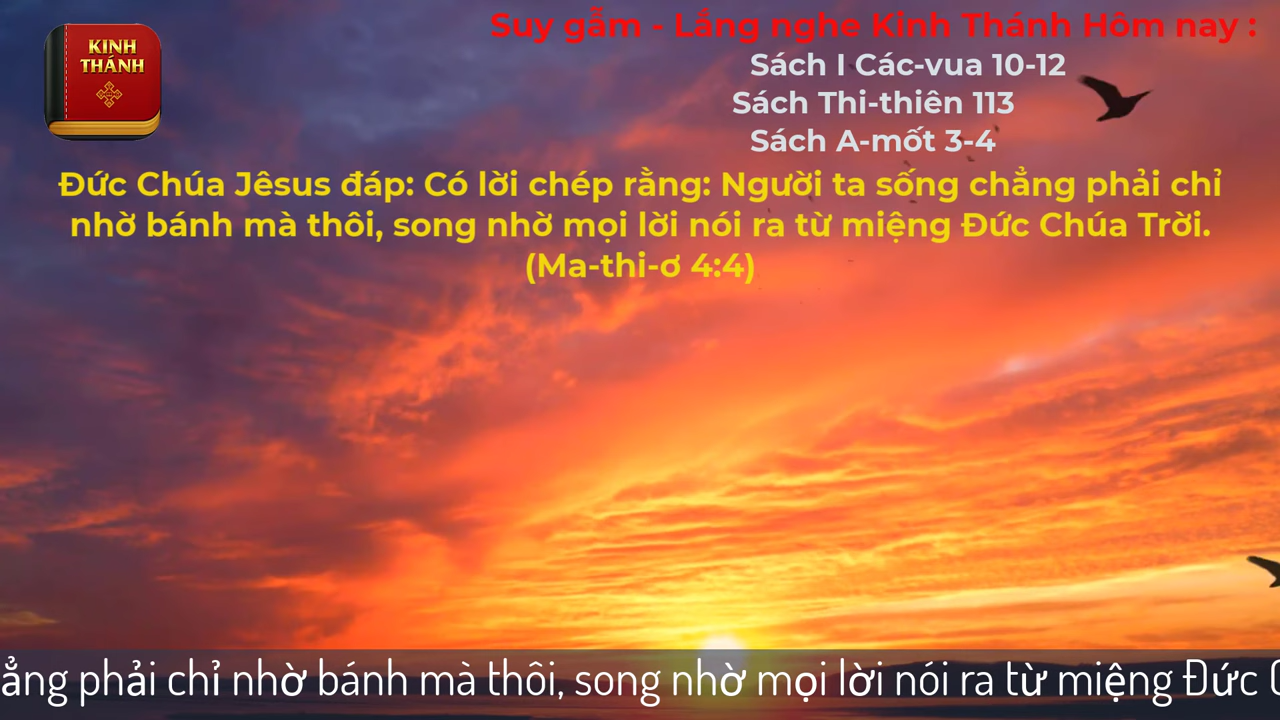 KINH
THÁNH
Suy gẫm - Lắng nghe Kinh Thánh Hôm nay :
Sách I Các-vua 10-12
Sách Thi-thiên 113
Sách A-mốt 3-4
Đức Chúa Jêsus đáp: Có lời chép rằng: Người ta sống chẳng phải chỉ
nhờ bánh mà thôi, song nhờ mọi lời nói ra từ miệng Đức Chúa Trời.
(Ma-thi-ơ 4:4)
phải chỉ nhờ bánh mà thôi, song nhờ mọi lời nói ra từ miệng Đức